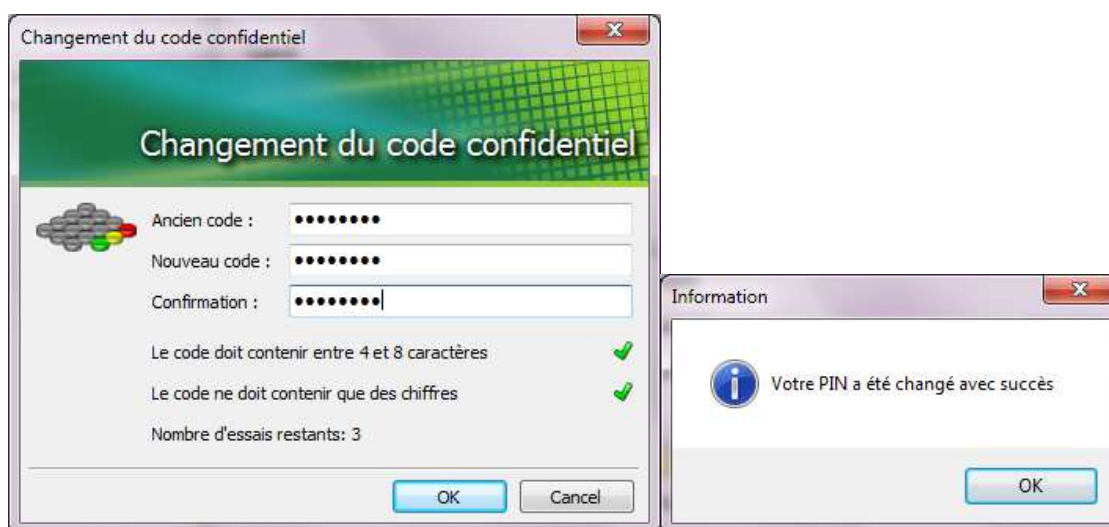 Changement du code confidentiel
Changement du code confidentiel
Ancien code : ••••••••
Nouveau code : ••••••••
Confirmation : ••••••••
Le code doit contenir entre 4 et 8 caractères
Le code ne doit contenir que des chiffres
Nombre d'essais restants: 3
OK Cancel
Information
Votre PIN a été changé avec succès
OK